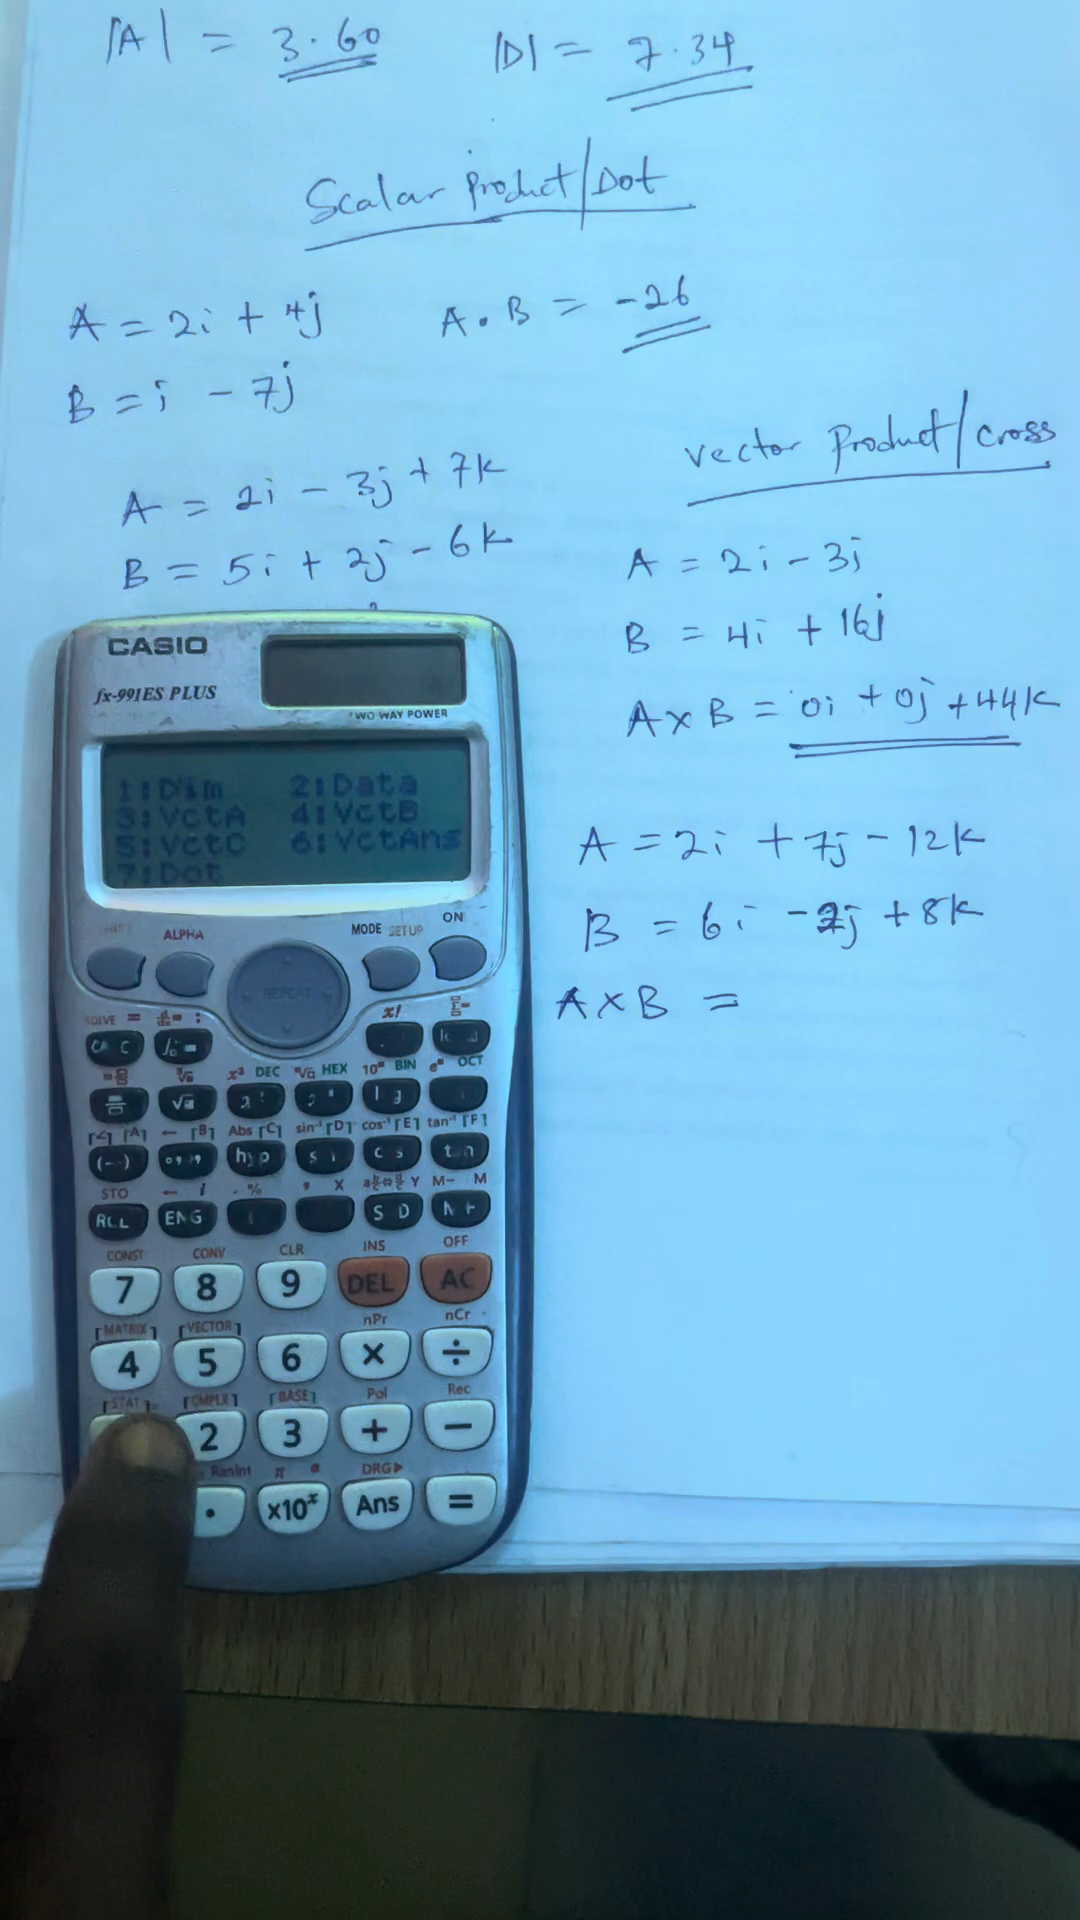 |A| = 3.60 |D| = 7.34
Scalar Product/Dot
A = 2i + 4j A . B = -26
B = i - 7j
A = 2i - 3j + 7k
B = 5i + 2j - 6k
vector Product/cross
A = 2i - 3j
B = 4i + 16j
A x B = 0i + 0j + 44k
A = 2i + 7j - 12k
B = 6i - 2j + 8k
A x B =
CASIO
fx-991ES PLUS
TWO WAY POWER
1:Dim 2:Data
3:VctA 4:VctB
5:VctC 6:VctAns
7:Dot
ALPHA MODE SETUP ON
REPEAT
SOLVE = x!
x³ DEC HEX 10ˣ BIN eˣ OCT
[A] [B] Abs [C] sin⁻¹ [D] cos⁻¹ [E] tan⁻¹ [F]
(-) hyp
STO ← i % , X Y M- M
ENG
CONST CONV CLR INS OFF
7 8 9 DEL AC
[MATRIX] [VECTOR] nPr nCr
4 5 6 × ÷
[STAT] [CMPLX] [BASE] Pol Rec
2 3 + −
RanInt π DRG▶
. ×10ˣ Ans =